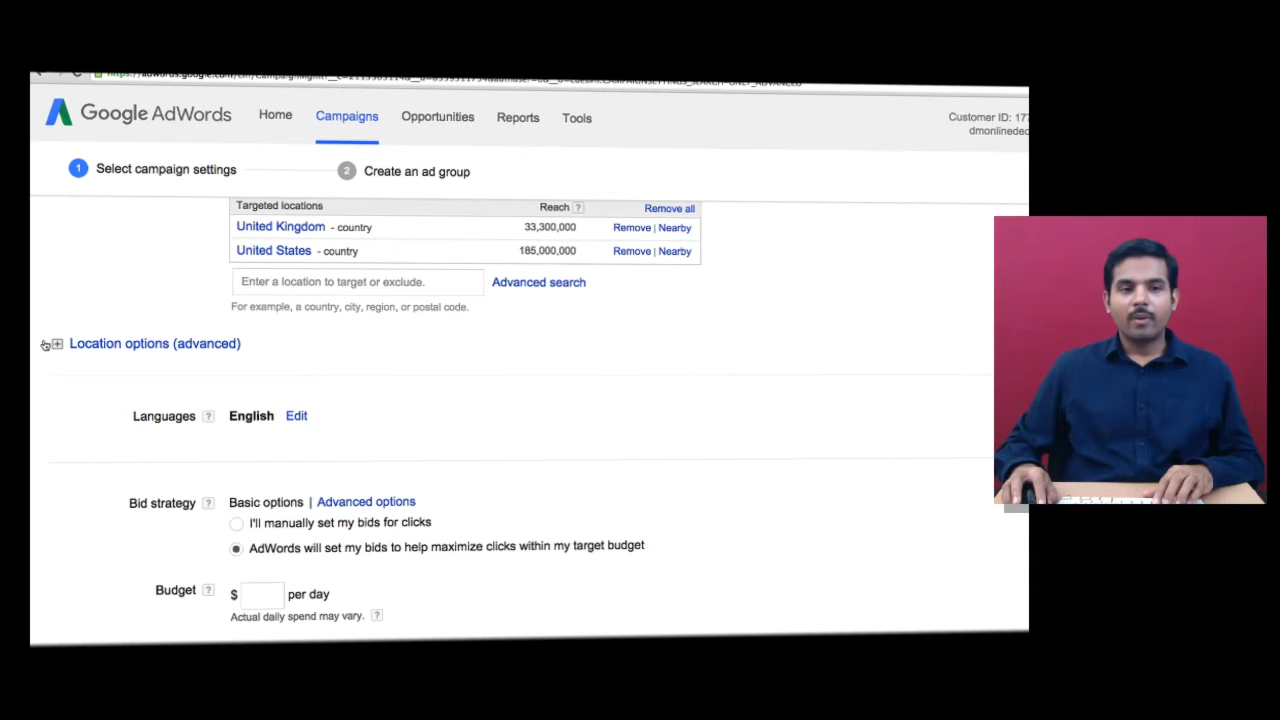 Google AdWords Home Campaigns Opportunities Reports Tools
Customer ID: 177
dmonlinedec
1 Select campaign settings 2 Create an ad group
Targeted locations Reach ? Remove all
United Kingdom - country 33,300,000 Remove | Nearby
United States - country 185,000,000 Remove | Nearby
Enter a location to target or exclude. Advanced search
For example, a country, city, region, or postal code.
Location options (advanced)
Languages ? English Edit
Bid strategy ? Basic options | Advanced options
I'll manually set my bids for clicks
AdWords will set my bids to help maximize clicks within my target budget
Budget ? $ per day
Actual daily spend may vary. ?